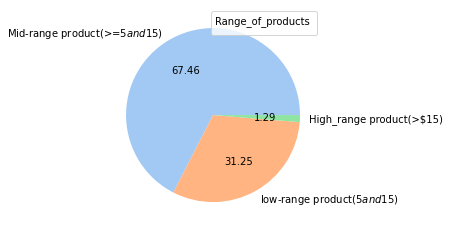 Range_of_products
Mid-range product(>=5and15)
67.46
1.29
High_range product(>$15)
31.25
low-range product(5and15)